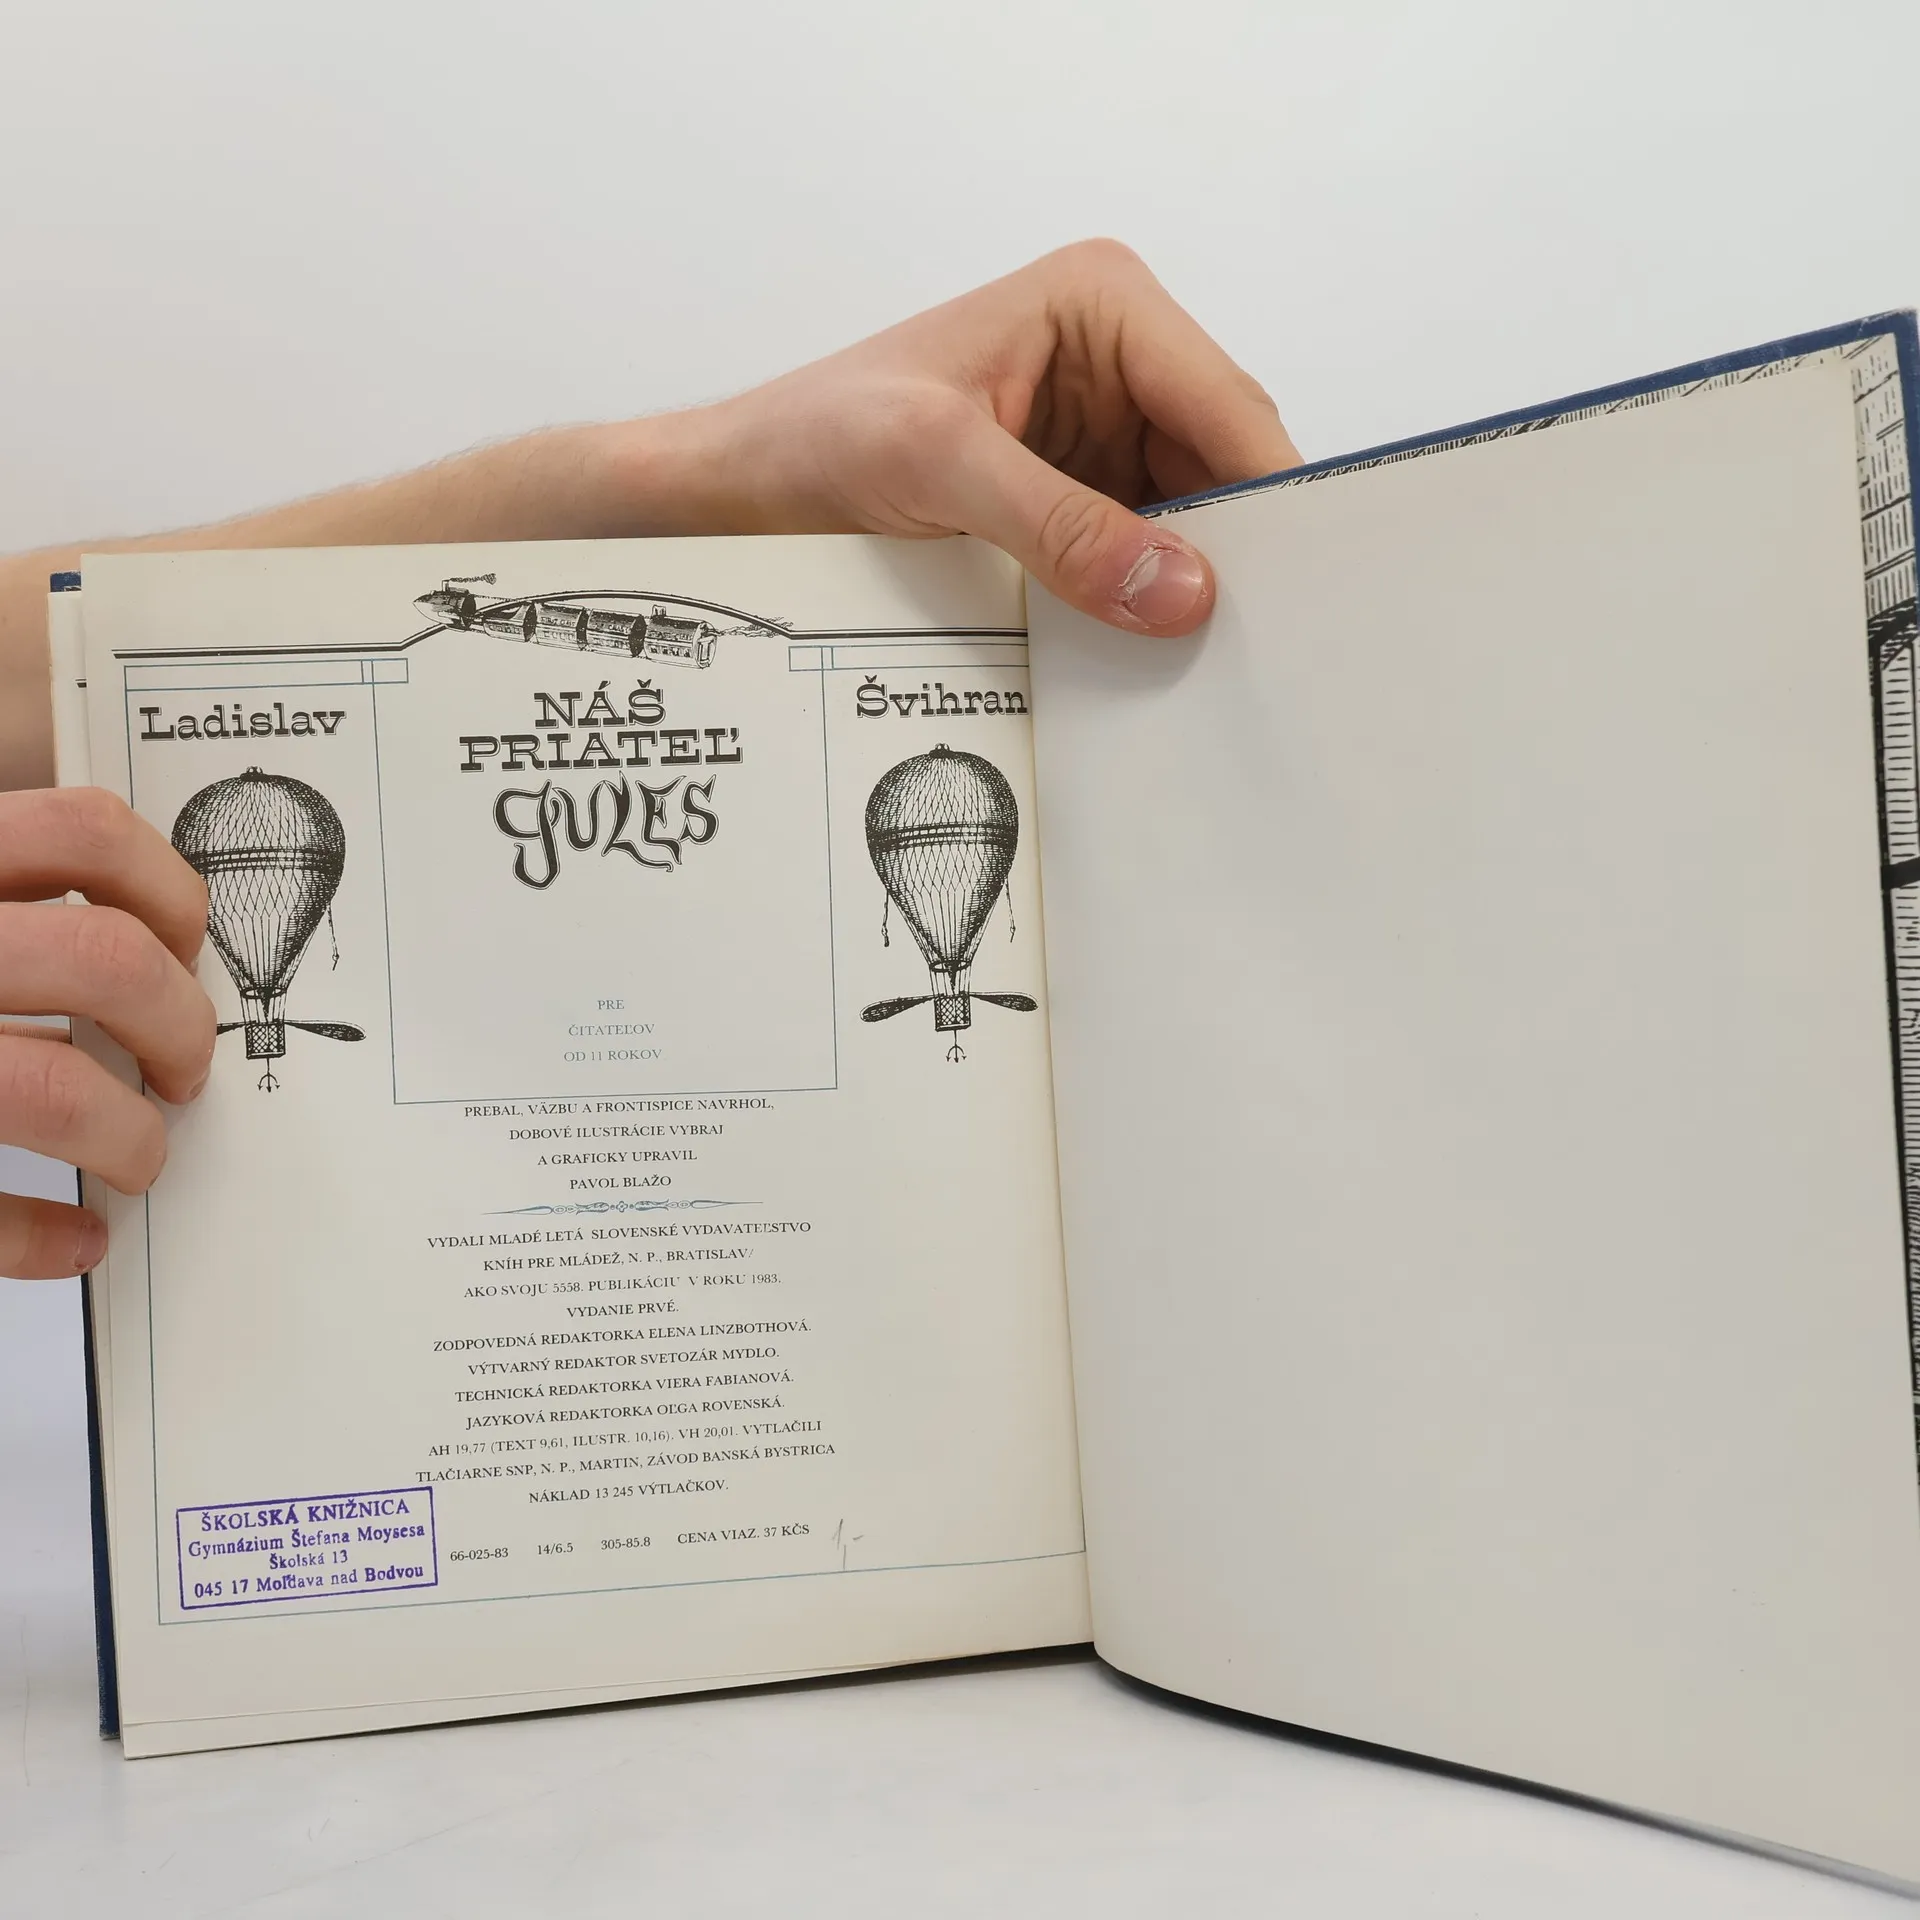 Ladislav
NÁŠ
PRIATEĽ
JULES
Švihran
PRE
ČITATEĽOV
OD 11 ROKOV
PREBAL, VÄZBU A FRONTISPICE NAVRHOL,
DOBOVÉ ILUSTRÁCIE VYBRAL
A GRAFICKY UPRAVIL
PAVOL BLAŽO
VYDALI MLADÉ LETÁ SLOVENSKÉ VYDAVATEĽSTVO
KNÍH PRE MLÁDEŽ, N. P., BRATISLAVA
AKO SVOJU 5558. PUBLIKÁCIU V ROKU 1983.
VYDANIE PRVÉ.
ZODPOVEDNÁ REDAKTORKA ELENA LINZBOTHOVÁ.
VÝTVARNÝ REDAKTOR SVETOZÁR MYDLO.
TECHNICKÁ REDAKTORKA VIERA FABIANOVÁ.
JAZYKOVÁ REDAKTORKA OĽGA ROVENSKÁ.
AH 19,77 (TEXT 9,61, ILUSTR. 10,16). VH 20,01. VYTLAČILI
TLAČIARNE SNP, N. P., MARTIN, ZÁVOD BANSKÁ BYSTRICA
NÁKLAD 13 245 VÝTLAČKOV.
66-025-83 14/6.5 305-85.8 CENA VIAZ. 37 KČS 1,-
ŠKOLSKÁ KNIŽNICA
Gymnázium Štefana Moysesa
Školská 13
045 17 Moldava nad Bodvou